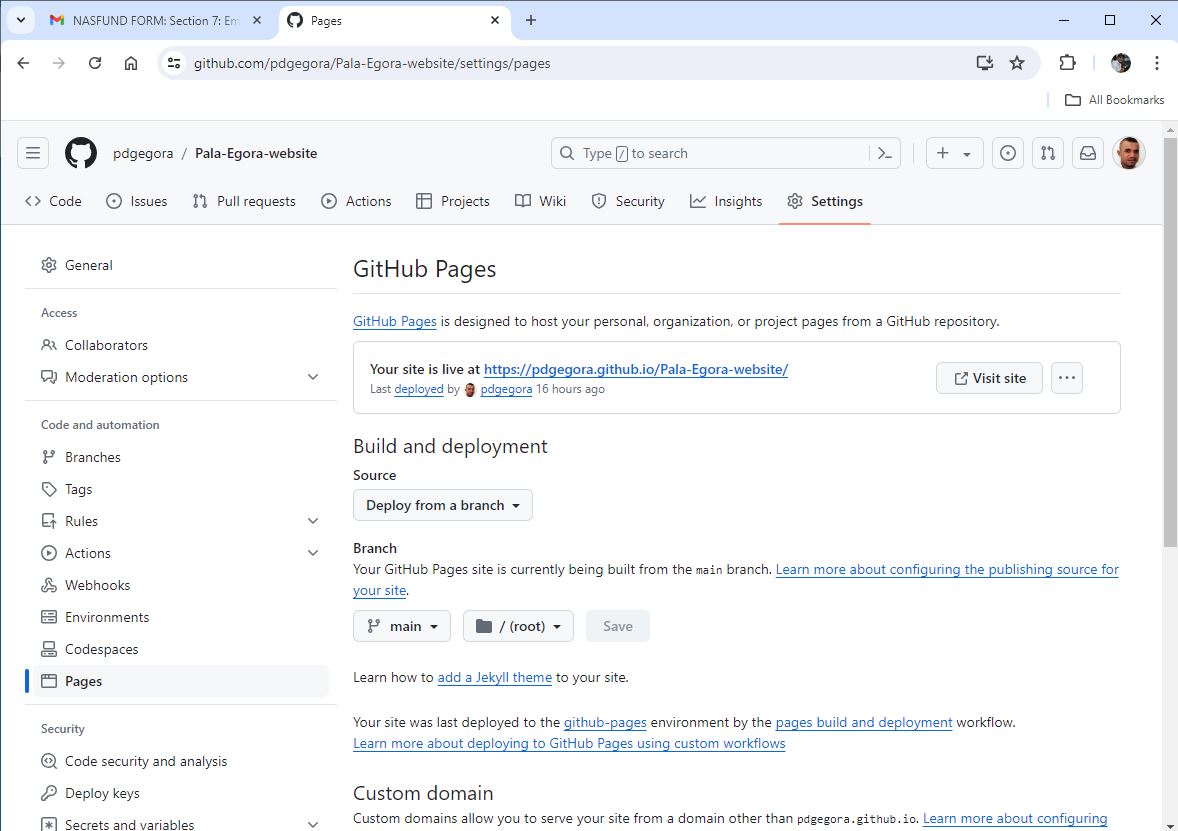 NASFUND FORM: Section 7: Em
Pages
github.com/pdgegora/Pala-Egora-website/settings/pages
All Bookmarks
pdgegora / Pala-Egora-website
Type / to search
Code
Issues
Pull requests
Actions
Projects
Wiki
Security
Insights
Settings
General
Access
Collaborators
Moderation options
Code and automation
Branches
Tags
Rules
Actions
Webhooks
Environments
Codespaces
Pages
Security
Code security and analysis
Deploy keys
Secrets and variables
GitHub Pages
GitHub Pages is designed to host your personal, organization, or project pages from a GitHub repository.
Your site is live at https://pdgegora.github.io/Pala-Egora-website/
Last deployed by pdgegora 16 hours ago
Visit site
Build and deployment
Source
Deploy from a branch
Branch
Your GitHub Pages site is currently being built from the main branch. Learn more about configuring the publishing source for
your site.
main
/ (root)
Save
Learn how to add a Jekyll theme to your site.
Your site was last deployed to the github-pages environment by the pages build and deployment workflow.
Learn more about deploying to GitHub Pages using custom workflows
Custom domain
Custom domains allow you to serve your site from a domain other than pdgegora.github.io. Learn more about configuring